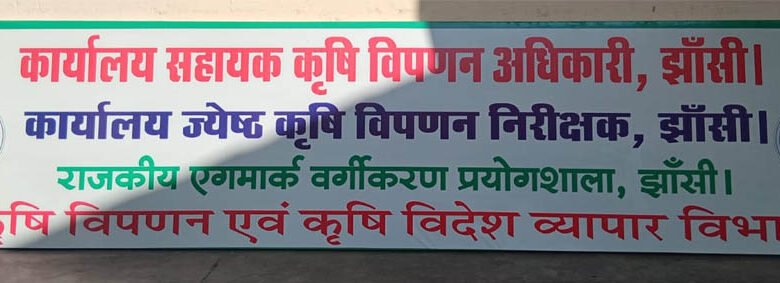 कार्यालय सहायक कृषि विपणन अधिकारी, झाँसी।
कार्यालय ज्येष्ठ कृषि विपणन निरीक्षक, झाँसी।
राजकीय एगमार्क वर्गीकरण प्रयोगशाला, झाँसी।
कृषि विपणन एवं कृषि विदेश व्यापार